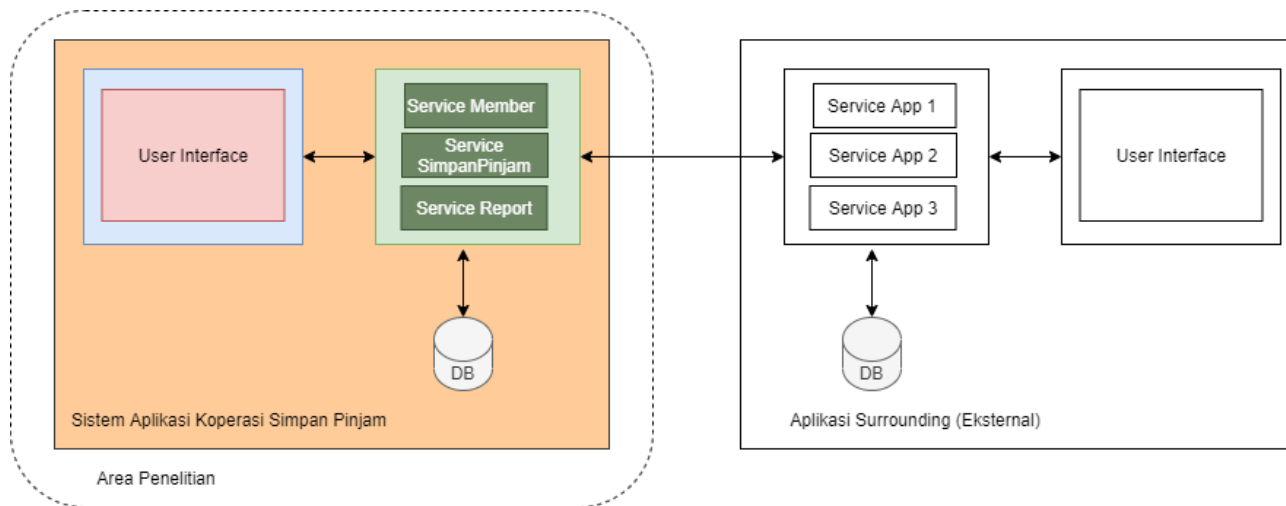 User Interface
Service Member
Service
SimpanPinjam
Service Report
DB
Sistem Aplikasi Koperasi Simpan Pinjam
Area Penelitian
Service App 1
Service App 2
Service App 3
User Interface
DB
Aplikasi Surrounding (Eksternal)